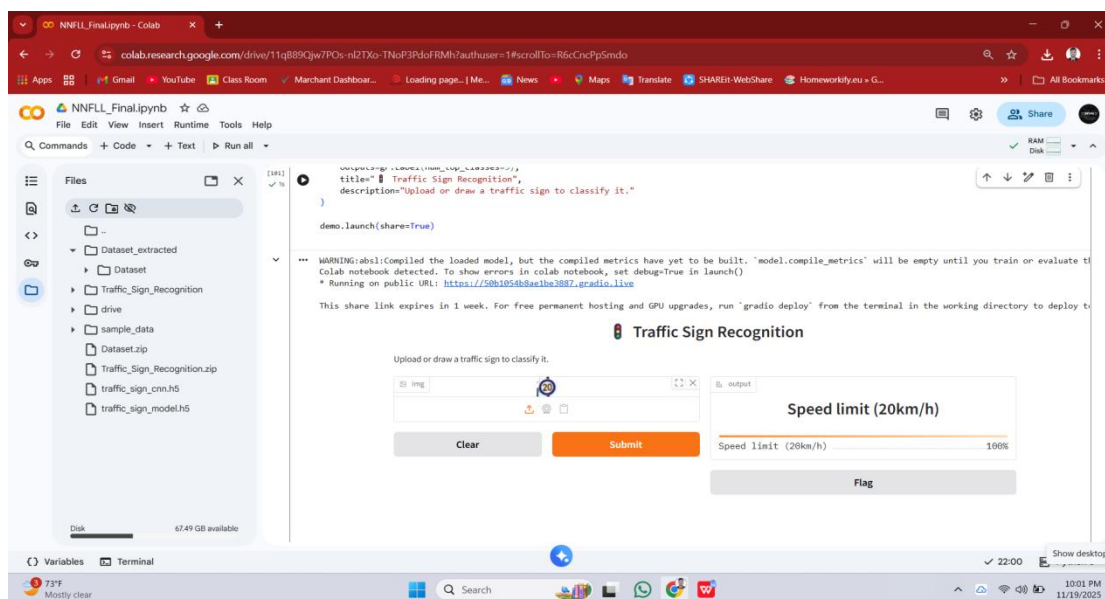 NNFLL_Final.ipynb - Colab
colab.research.google.com/drive/11qB89Qjw7POs-nI2TXo-TNoP3PdoFRMh?authuser=1#scrollTo=R6cCncPpSmdo
Apps Gmail YouTube Class Room Marchant Dashboar... Loading page... | Me... News Maps Translate SHAREit-WebShare Homeworkify.eu » G... » All Bookmarks
NNFLL_Final.ipynb
File Edit View Insert Runtime Tools Help
Share
Commands + Code + Text Run all
RAM
Disk
Files
..
Dataset_extracted
Dataset
Traffic_Sign_Recognition
drive
sample_data
Dataset.zip
Traffic_Sign_Recognition.zip
traffic_sign_cnn.h5
traffic_sign_model.h5
Disk 67.49 GB available
[101]
outputs=gr.Label(num_top_classes=3),
title="🚦 Traffic Sign Recognition",
description="Upload or draw a traffic sign to classify it."
)
demo.launch(share=True)
WARNING:absl:Compiled the loaded model, but the compiled metrics have yet to be built. `model.compile_metrics` will be empty until you train or evaluate
Colab notebook detected. To show errors in colab notebook, set debug=True in launch()
* Running on public URL: https://50b1054b8ae1be3887.gradio.live
This share link expires in 1 week. For free permanent hosting and GPU upgrades, run `gradio deploy` from the terminal in the working directory to deploy
🚦 Traffic Sign Recognition
Upload or draw a traffic sign to classify it.
img
20
Clear Submit
output
Speed limit (20km/h)
Speed limit (20km/h) 100%
Flag
Variables Terminal
22:00
Show desktop
3
73°F
Mostly clear
Search
10:01 PM
11/19/2025